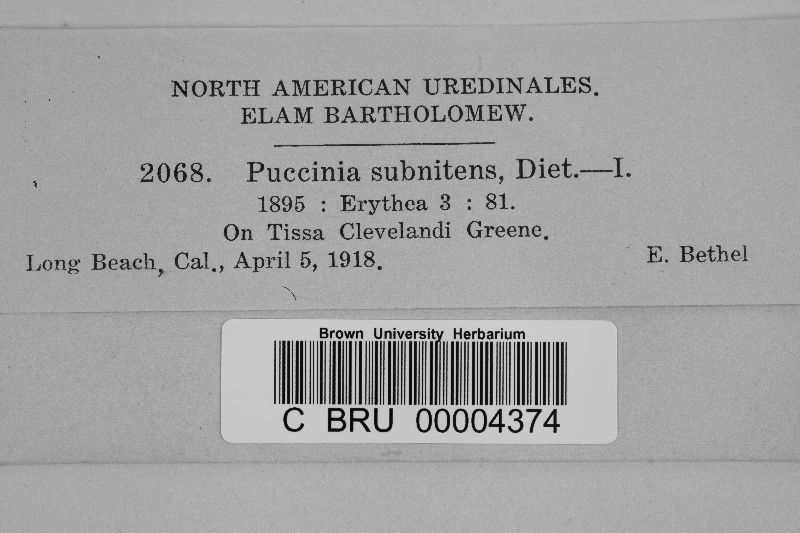 NORTH AMERICAN UREDINALES.
ELAM BARTHOLOMEW.
2068. Puccinia subnitens, Diet.—I.
1895 : Erythea 3 : 81.
On Tissa Clevelandi Greene.
Long Beach, Cal., April 5, 1918. E. Bethel
Brown University Herbarium
C BRU 00004374